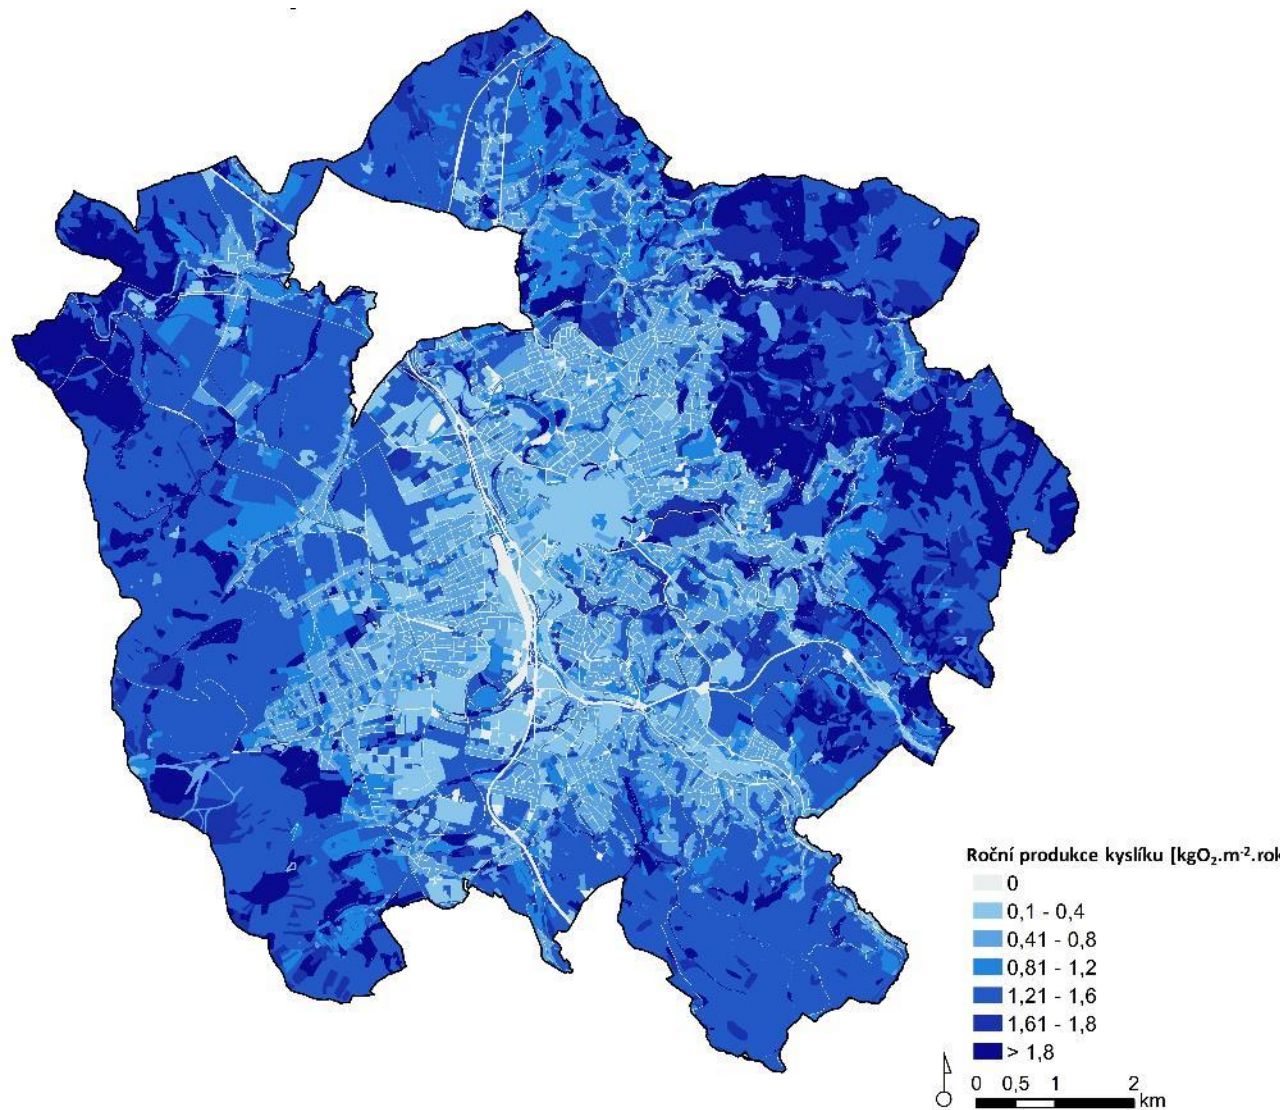 Roční produkce kyslíku [kgO₂.m⁻².rok
0
0,1 - 0,4
0,41 - 0,8
0,81 - 1,2
1,21 - 1,6
1,61 - 1,8
> 1,8
0 0,5 1 2
km